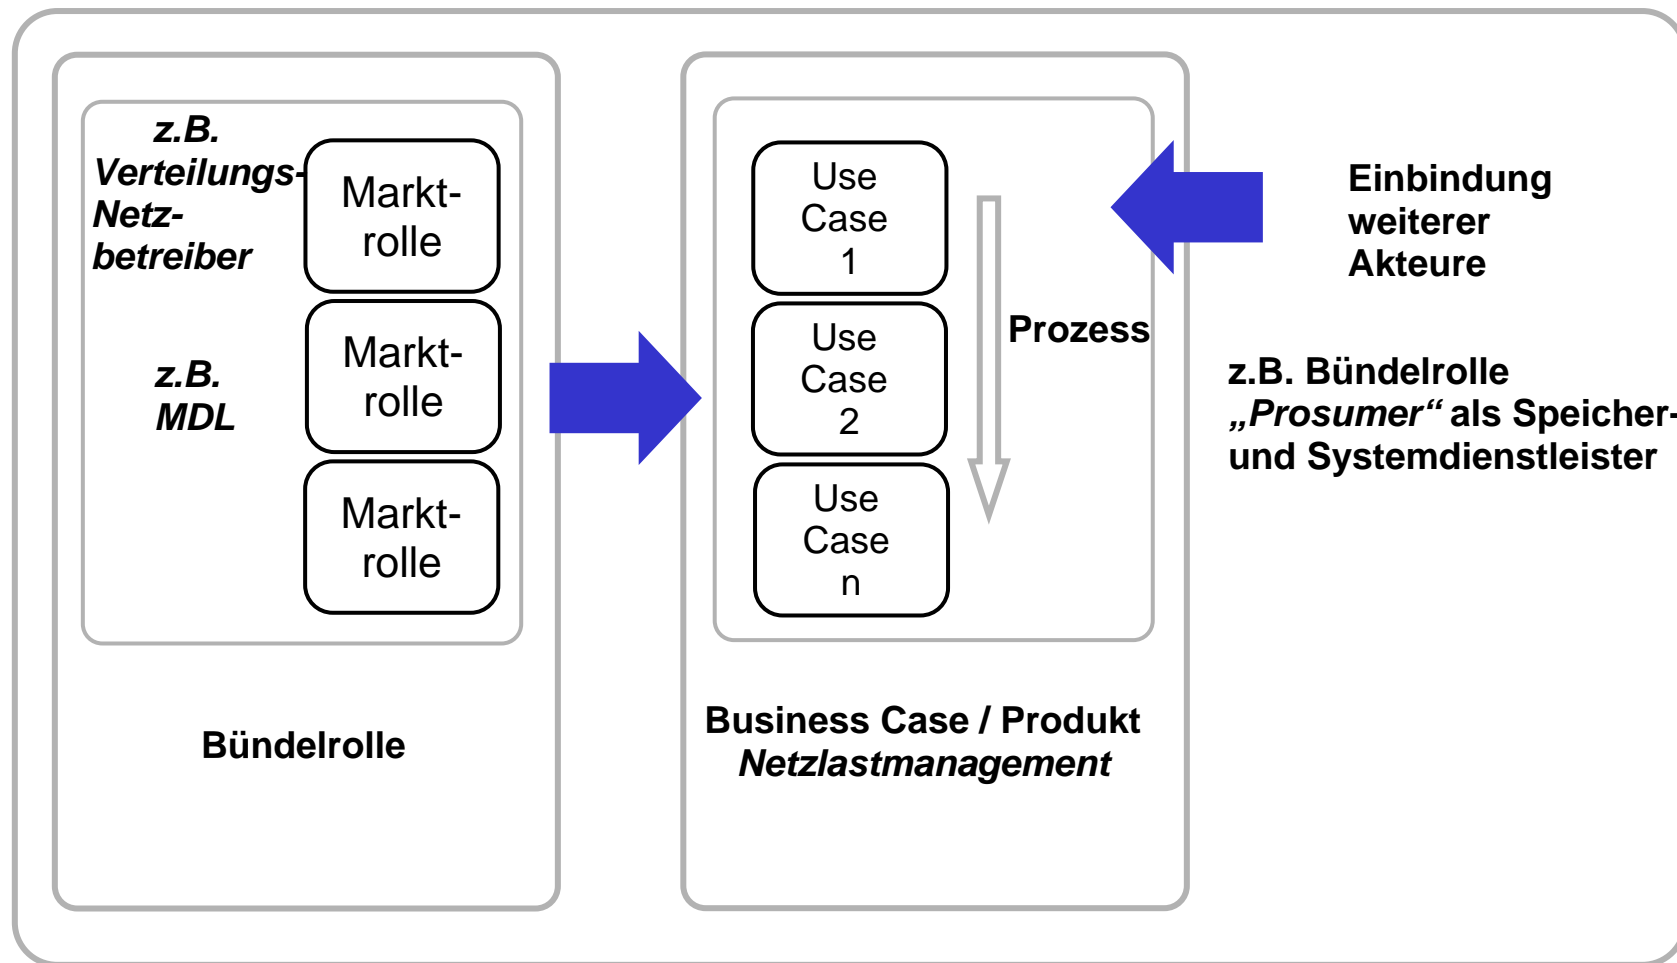 z.B.
Verteilungs-
Netz-
betreiber
Markt-
rolle
z.B.
MDL
Markt-
rolle
Markt-
rolle
Bündelrolle
Use
Case
1
Use
Case
2
Use
Case
n
Prozess
Business Case / Produkt
Netzlastmanagement
Einbindung
weiterer
Akteure
z.B. Bündelrolle
„Prosumer“ als Speicher-
und Systemdienstleister